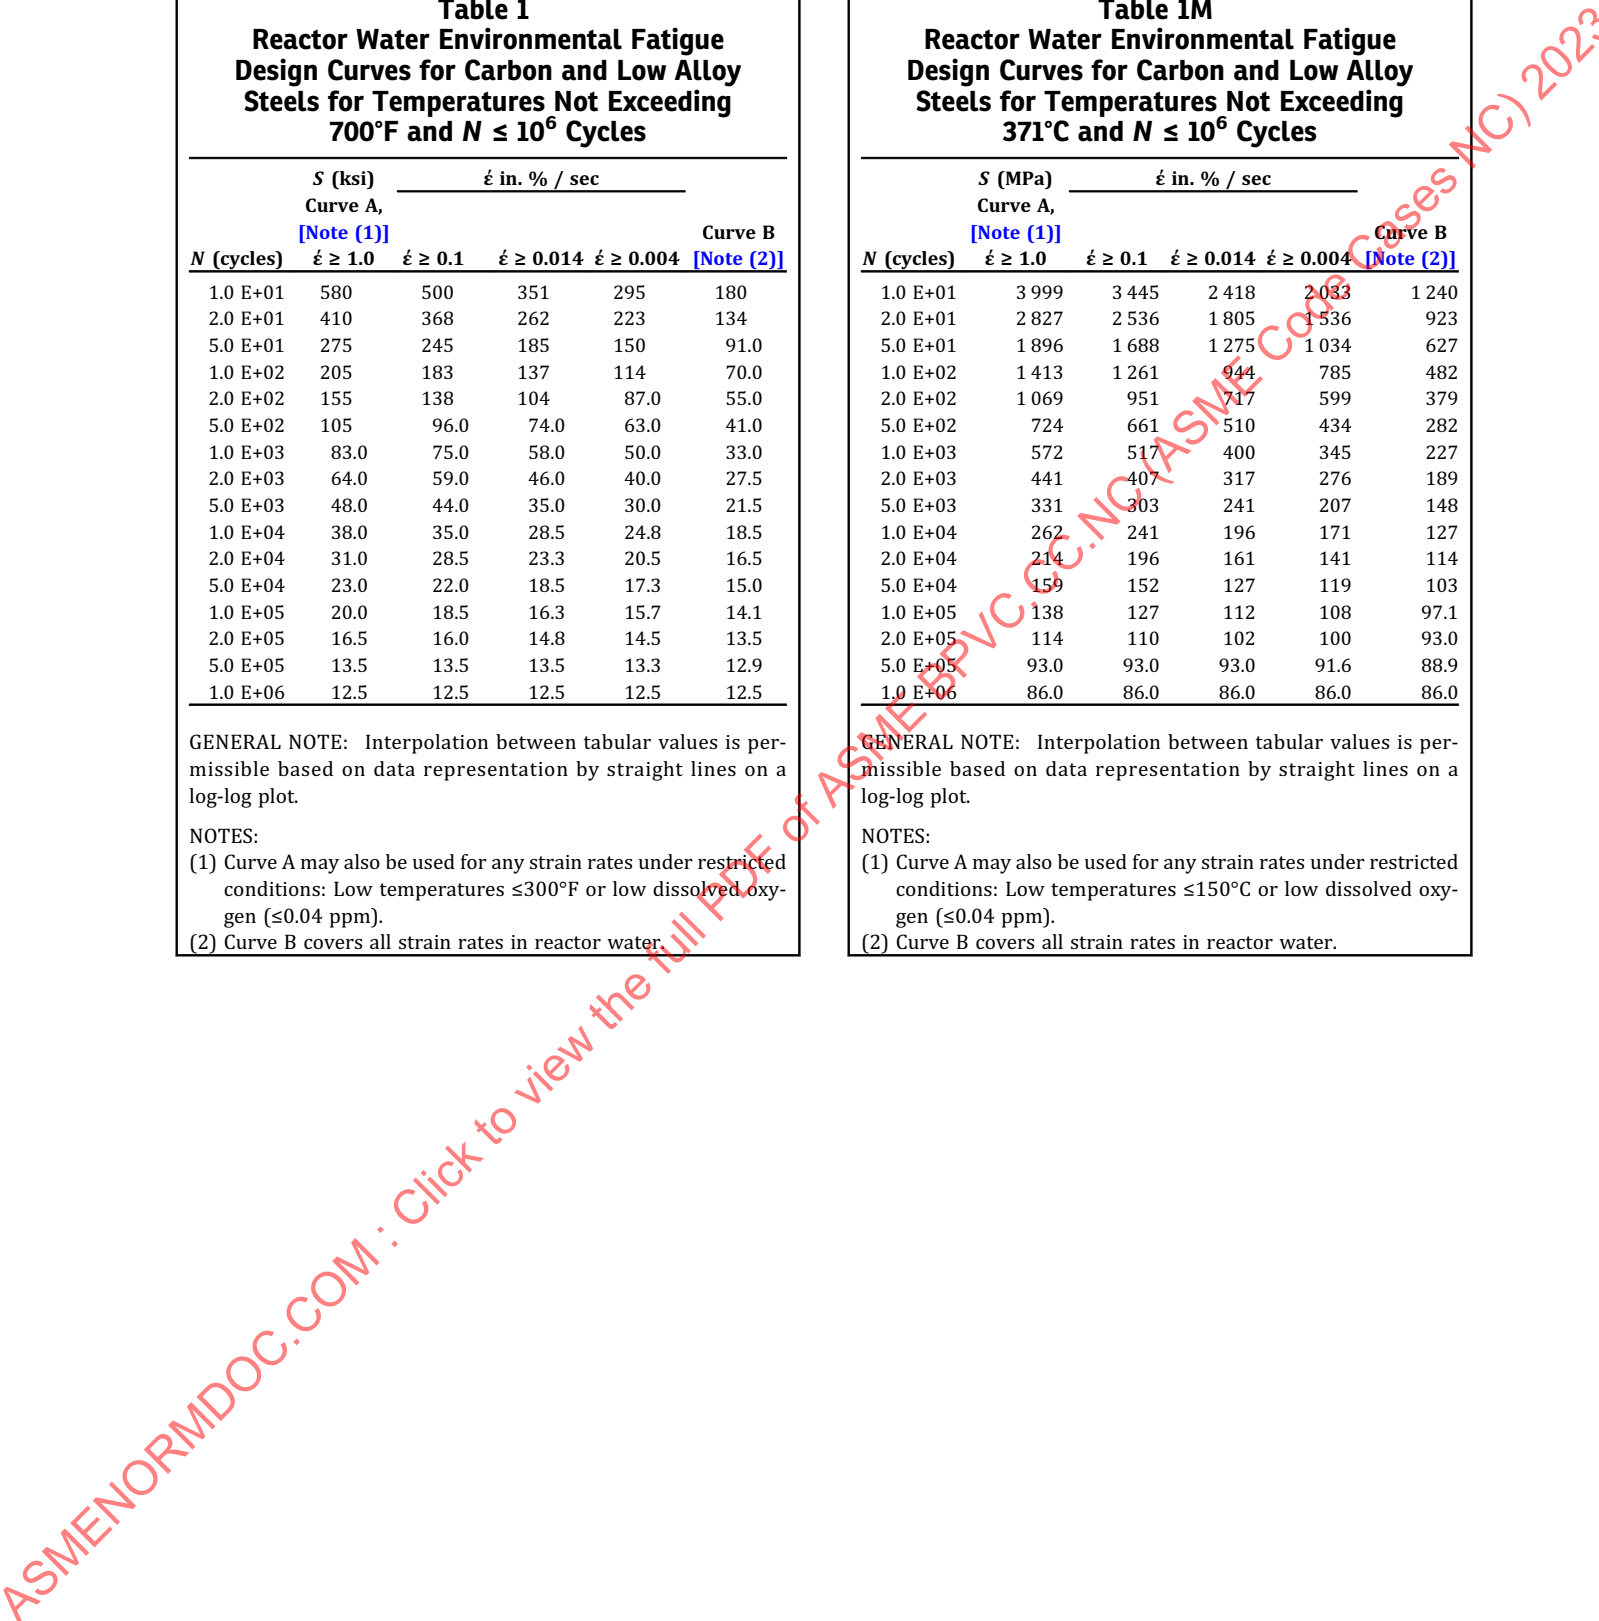 Table 1
Reactor Water Environmental Fatigue
Design Curves for Carbon and Low Alloy
Steels for Temperatures Not Exceeding
700°F and N ≤ 10⁶ Cycles
S (ksi) έ in. % / sec
Curve A,
[Note (1)] Curve B
N (cycles) έ ≥ 1.0 έ ≥ 0.1 έ ≥ 0.014 έ ≥ 0.004 [Note (2)]
1.0 E+01 580 500 351 295 180
2.0 E+01 410 368 262 223 134
5.0 E+01 275 245 185 150 91.0
1.0 E+02 205 183 137 114 70.0
2.0 E+02 155 138 104 87.0 55.0
5.0 E+02 105 96.0 74.0 63.0 41.0
1.0 E+03 83.0 75.0 58.0 50.0 33.0
2.0 E+03 64.0 59.0 46.0 40.0 27.5
5.0 E+03 48.0 44.0 35.0 30.0 21.5
1.0 E+04 38.0 35.0 28.5 24.8 18.5
2.0 E+04 31.0 28.5 23.3 20.5 16.5
5.0 E+04 23.0 22.0 18.5 17.3 15.0
1.0 E+05 20.0 18.5 16.3 15.7 14.1
2.0 E+05 16.5 16.0 14.8 14.5 13.5
5.0 E+05 13.5 13.5 13.5 13.3 12.9
1.0 E+06 12.5 12.5 12.5 12.5 12.5
GENERAL NOTE: Interpolation between tabular values is per-
missible based on data representation by straight lines on a
log-log plot.
NOTES:
(1) Curve A may also be used for any strain rates under restricted
conditions: Low temperatures ≤300°F or low dissolved oxy-
gen (≤0.04 ppm).
(2) Curve B covers all strain rates in reactor water.
Table 1M
Reactor Water Environmental Fatigue
Design Curves for Carbon and Low Alloy
Steels for Temperatures Not Exceeding
371°C and N ≤ 10⁶ Cycles
S (MPa) έ in. % / sec
Curve A,
[Note (1)] Curve B
N (cycles) έ ≥ 1.0 έ ≥ 0.1 έ ≥ 0.014 έ ≥ 0.004 [Note (2)]
1.0 E+01 3 999 3 445 2 418 2 033 1 240
2.0 E+01 2 827 2 536 1 805 1 536 923
5.0 E+01 1 896 1 688 1 275 1 034 627
1.0 E+02 1 413 1 261 944 785 482
2.0 E+02 1 069 951 717 599 379
5.0 E+02 724 661 510 434 282
1.0 E+03 572 517 400 345 227
2.0 E+03 441 407 317 276 189
5.0 E+03 331 303 241 207 148
1.0 E+04 262 241 196 171 127
2.0 E+04 214 196 161 141 114
5.0 E+04 159 152 127 119 103
1.0 E+05 138 127 112 108 97.1
2.0 E+05 114 110 102 100 93.0
5.0 E+05 93.0 93.0 93.0 91.6 88.9
1.0 E+06 86.0 86.0 86.0 86.0 86.0
GENERAL NOTE: Interpolation between tabular values is per-
missible based on data representation by straight lines on a
log-log plot.
NOTES:
(1) Curve A may also be used for any strain rates under restricted
conditions: Low temperatures ≤150°C or low dissolved oxy-
gen (≤0.04 ppm).
(2) Curve B covers all strain rates in reactor water.
ASMENORMDOC.COM : Click to view the full PDF of ASME BPVC.CC.NC (ASME Code Cases NC) 2023